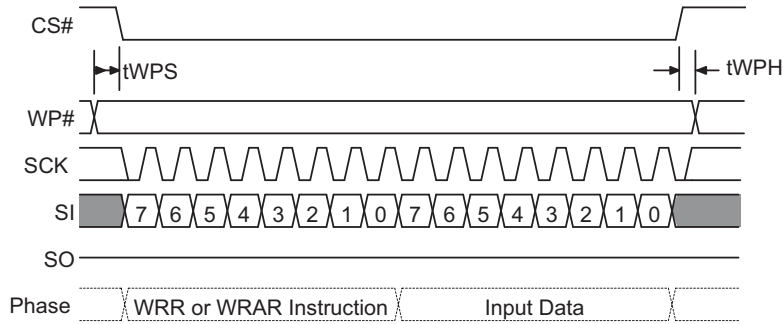 CS#
tWPS
tWPH
WP#
SCK
SI 7 6 5 4 3 2 1 0 7 6 5 4 3 2 1 0
SO
Phase WRR or WRAR Instruction Input Data